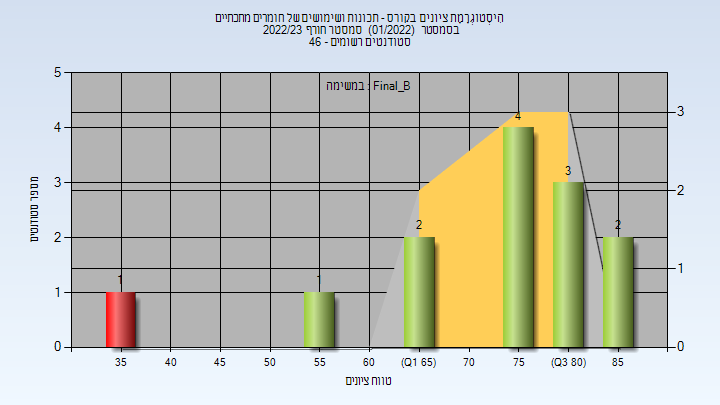 היסטוגרמת ציונים בקורס - תכונות ושימושים של חומרים מתכתיים
בסמסטר (01/2022) סמסטר חורף 2022/23
סטודנטים רשומים - 46
במשימה : Final_B
מספר סטודנטים
5
4
3
2
1
0
3
2
1
0
1
1
2
4
3
2
35 40 50 55 60 (Q1 65) 70 75 (Q3 80) 85
טווח ציונים